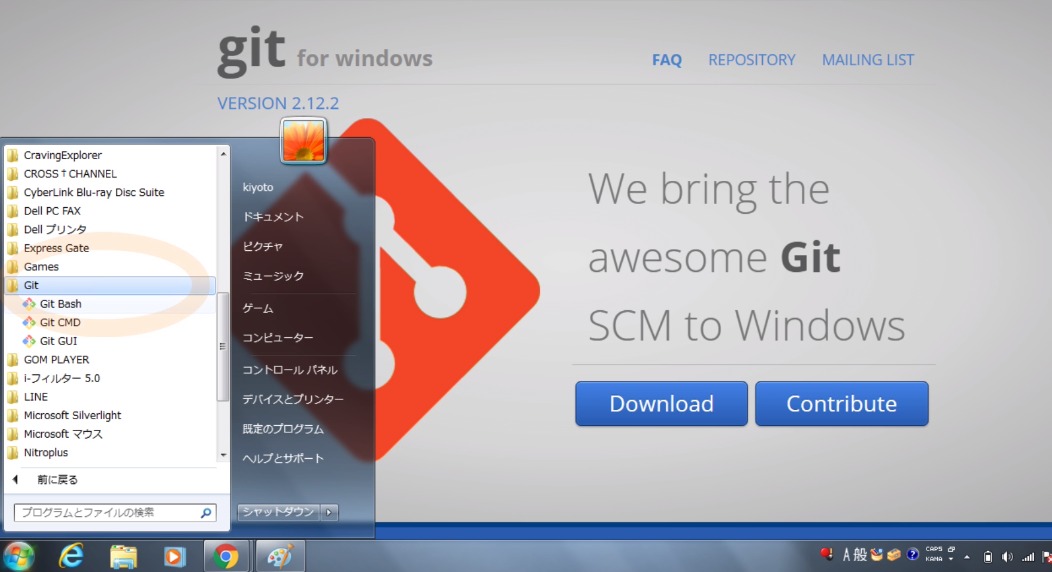 git for windows
FAQ REPOSITORY MAILING LIST
VERSION 2.12.2
We bring the
awesome Git
SCM to Windows
Download Contribute
CravingExplorer
CROSS†CHANNEL
CyberLink Blu-ray Disc Suite
Dell PC FAX
Dell プリンタ
Express Gate
Games
Git
Git Bash
Git CMD
Git GUI
GOM PLAYER
i-フィルター 5.0
LINE
Microsoft Silverlight
Microsoft マウス
Nitroplus
前に戻る
プログラムとファイルの検索
kiyoto
ドキュメント
ピクチャ
ミュージック
ゲーム
コンピューター
コントロール パネル
デバイスとプリンター
既定のプログラム
ヘルプとサポート
シャットダウン
A 般
CAPS
KANA